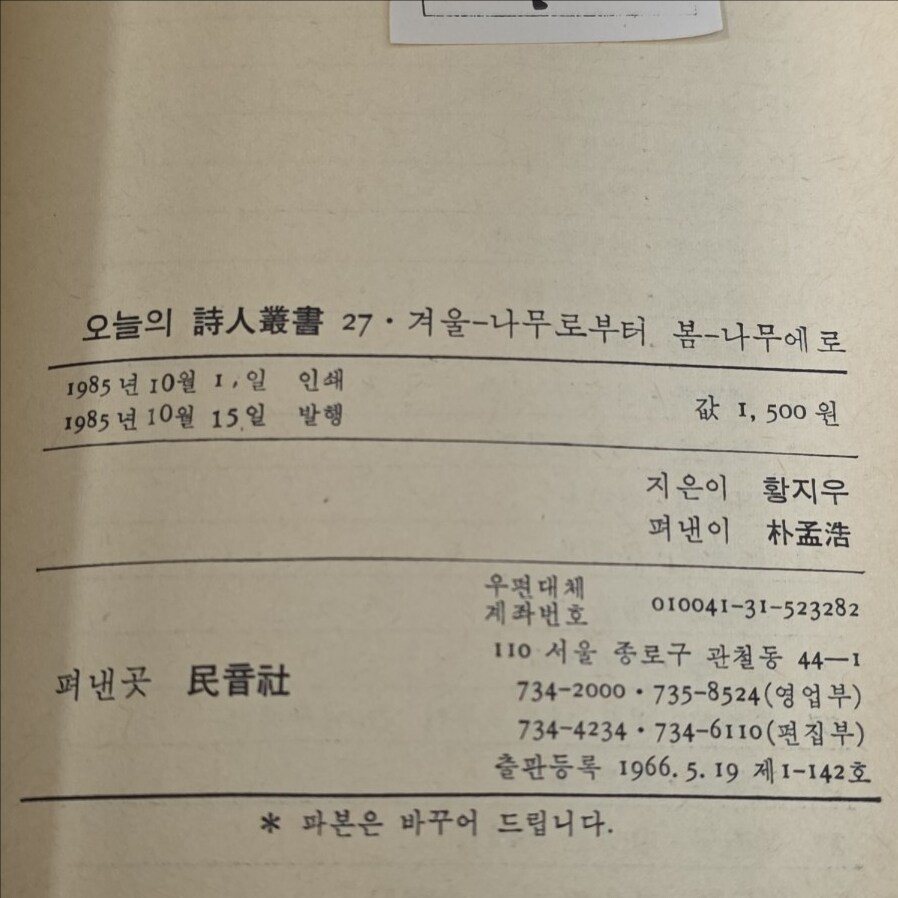 오늘의 詩人叢書 27·겨울-나무로부터 봄-나무에로
1985년 10월 1,일 인쇄
1985년 10월 15일 발행
값 1,500원
지은이 황지우
펴낸이 朴孟浩
우편대체
계좌번호 010041-31-523282
펴낸곳 民音社
110 서울 종로구 관철동 44—1
734-2000·735-8524(영업부)
734-4234·734-6110(편집부)
출판등록 1966. 5. 19 제1-142호
* 파본은 바꾸어 드립니다.